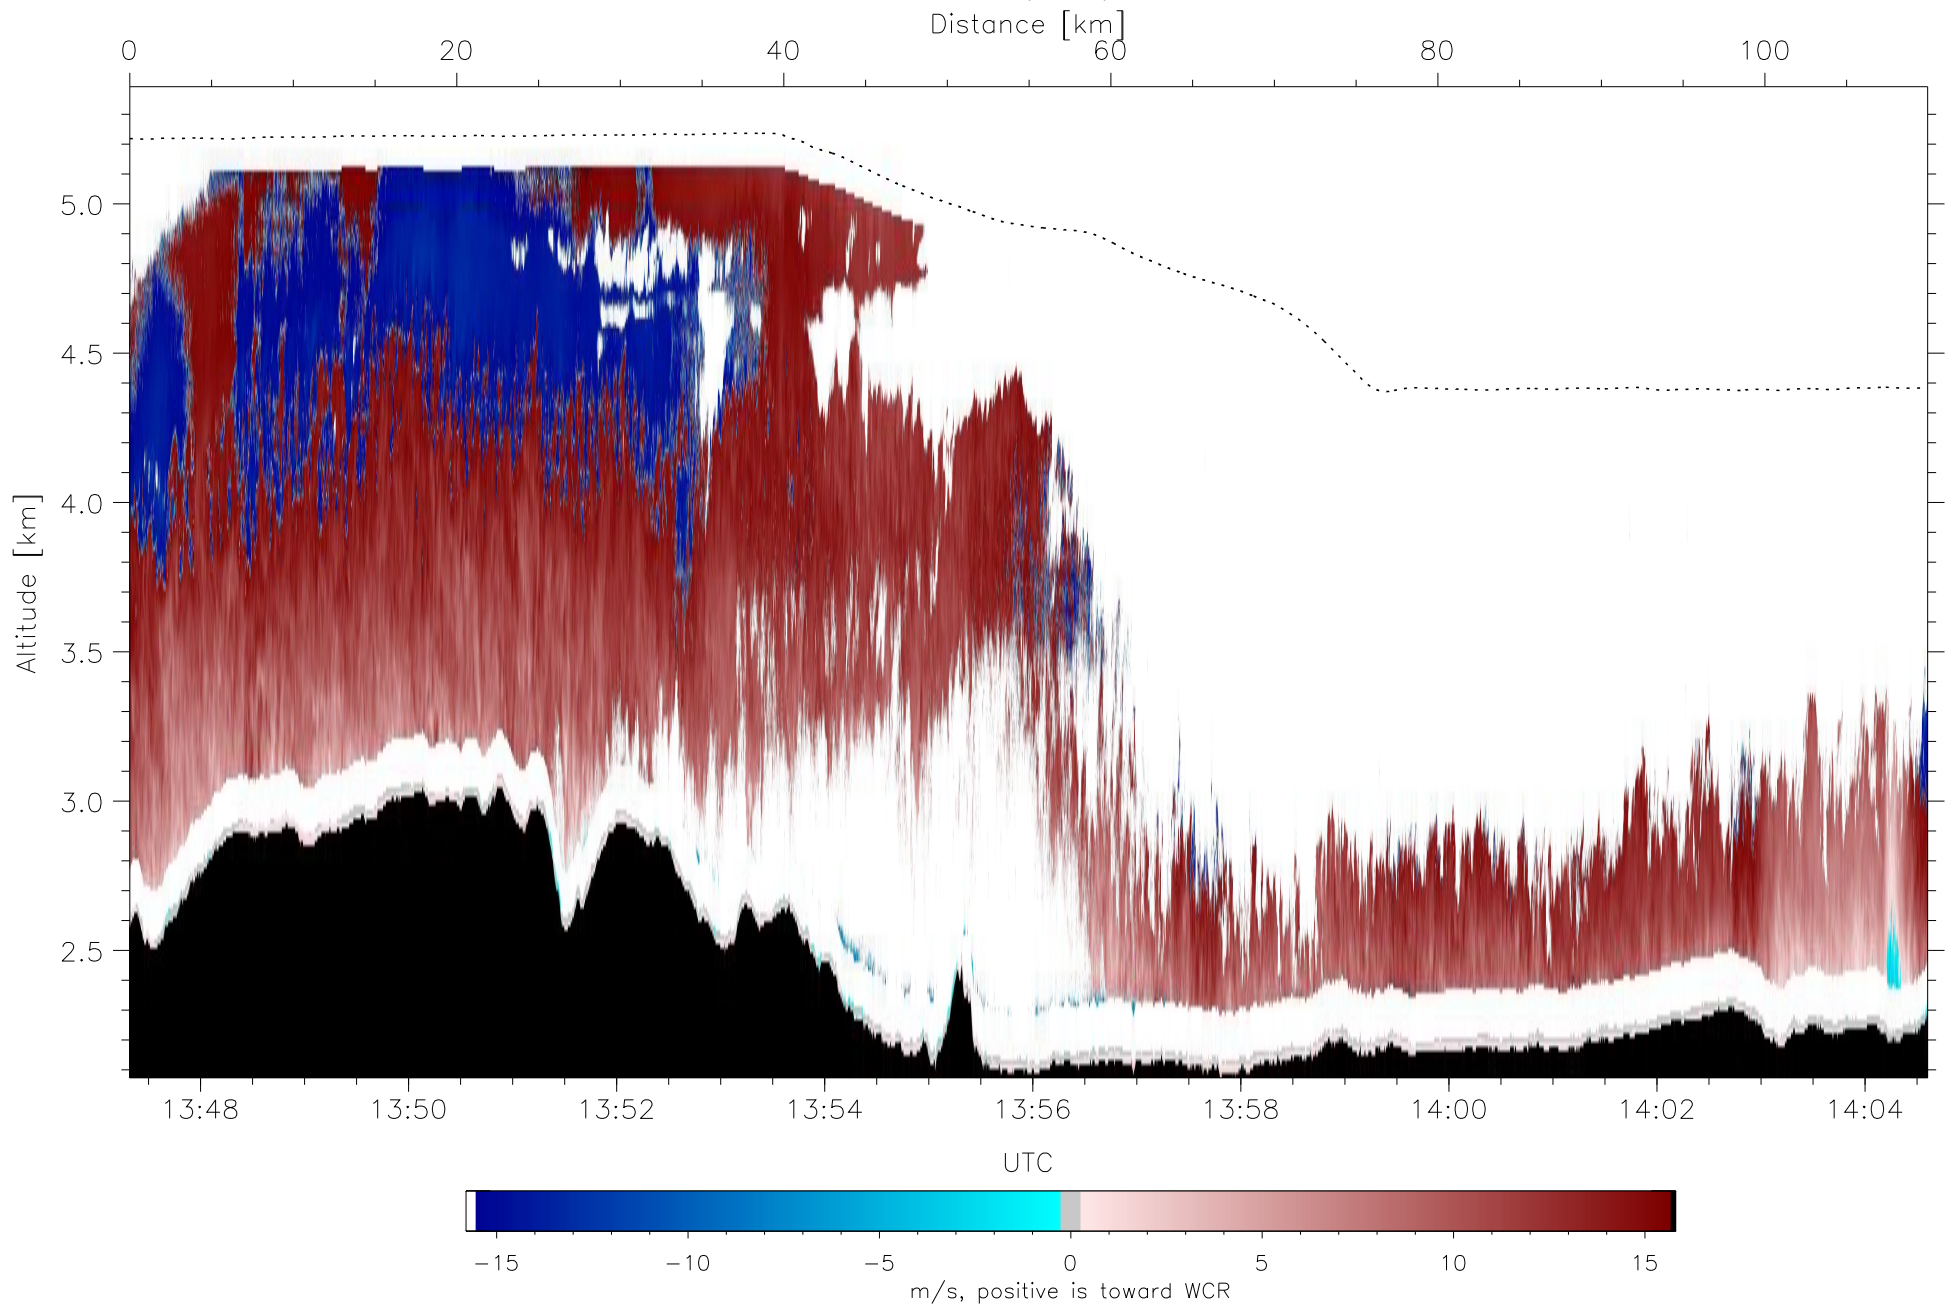 Distance [km]
0 20 40 60 80 100
5.0
4.5
4.0
3.5
3.0
2.5
Altitude [km]
13:48 13:50 13:52 13:54 13:56 13:58 14:00 14:02 14:04
UTC
−15 −10 −5 0 5 10 15
m/s, positive is toward WCR